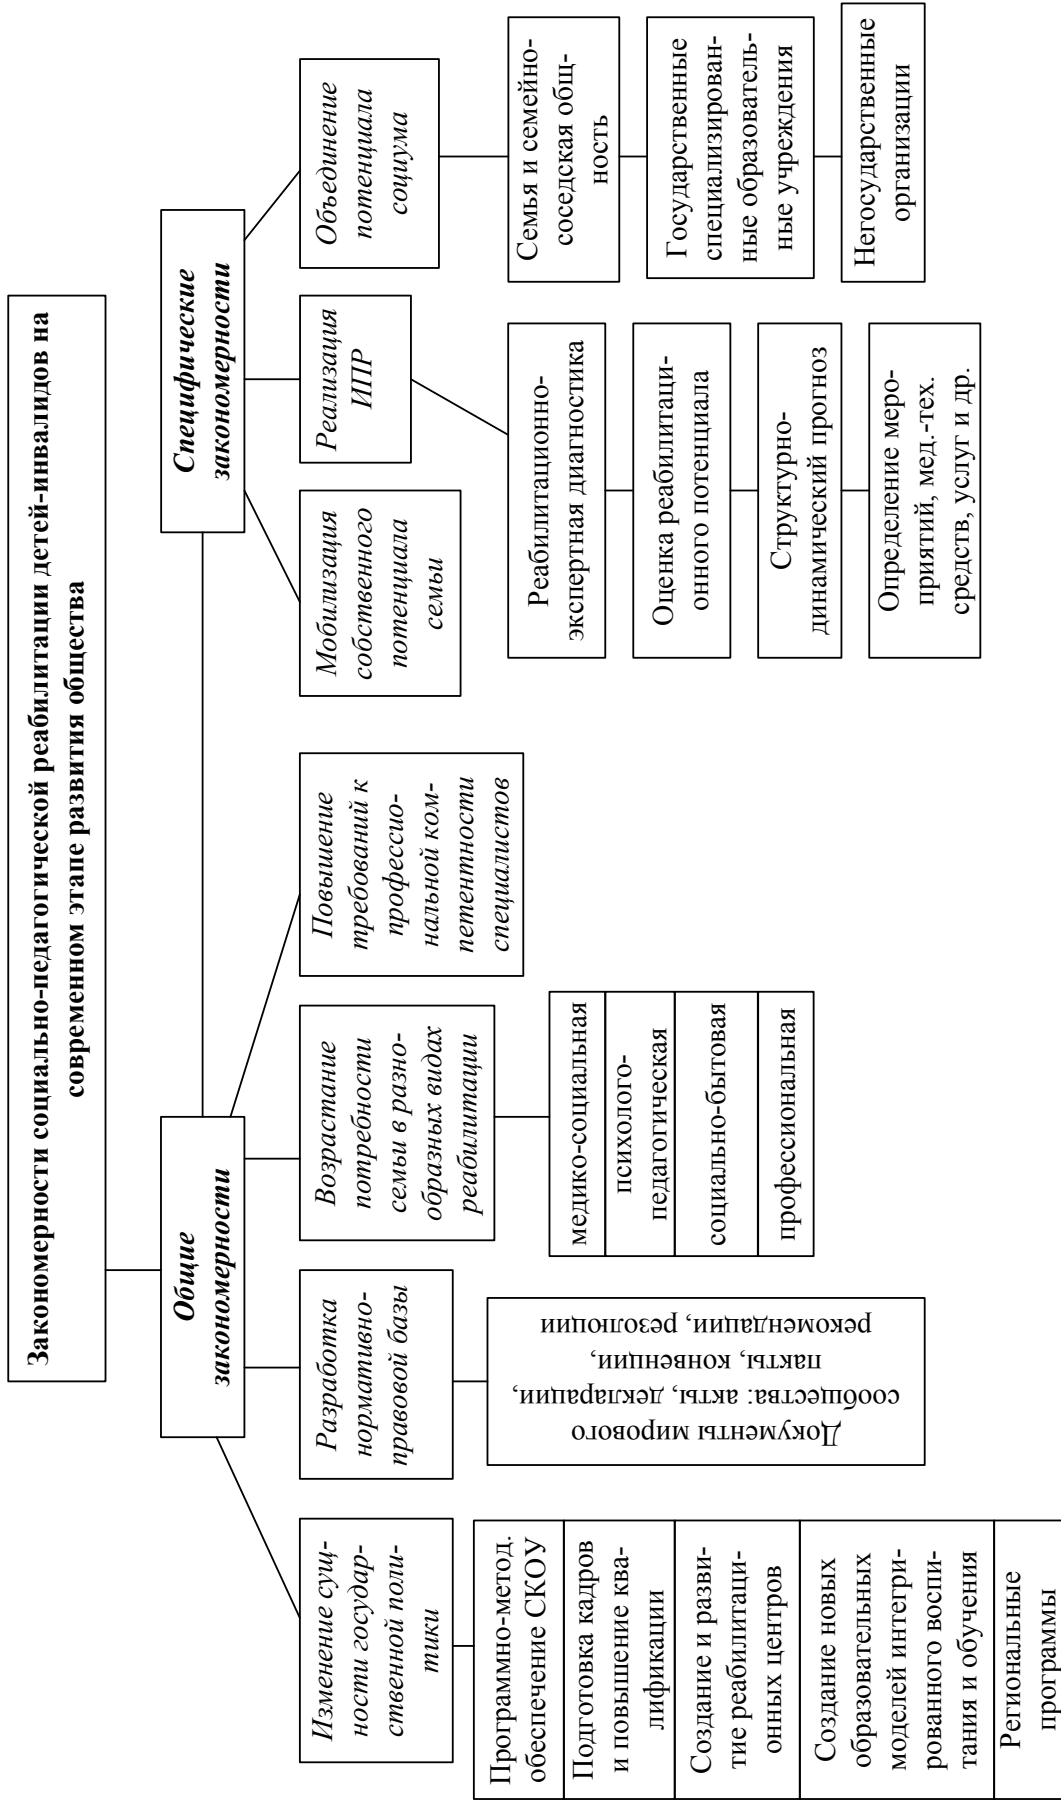 Закономерности социально-педагогической реабилитации детей-инвалидов на
современном этапе развития общества
Общие
закономерности
Специфические
закономерности
Изменение сущ-
ности государ-
ственной поли-
тики
Разработка
нормативно-
правовой базы
Возрастание
потребности
семьи в разно-
образных видах
реабилитации
Повышение
требований к
профессио-
нальной ком-
петентности
специалистов
Мобилизация
собственного
потенциала
семьи
Реализация
ИПР
Объединение
потенциала
социума
Программно-метод.
обеспечение СКОУ
Подготовка кадров
и повышение ква-
лификации
Создание и разви-
тие реабилитаци-
онных центров
Создание новых
образовательных
моделей интегри-
рованного воспи-
тания и обучения
Региональные
программы
Документы мирового
сообщества: акты, декларации,
пакты, конвенции,
рекомендации, резолюции
медико-социальная
психолого-
педагогическая
социально-бытовая
профессиональная
Реабилитационно-
экспертная диагностика
Оценка реабилитаци-
онного потенциала
Структурно-
динамический прогноз
Определение меро-
приятий, мед.-тех.
средств, услуг и др.
Семья и семейно-
соседская общ-
ность
Государственные
специализирован-
ные образователь-
ные учреждения
Негосударственные
организации